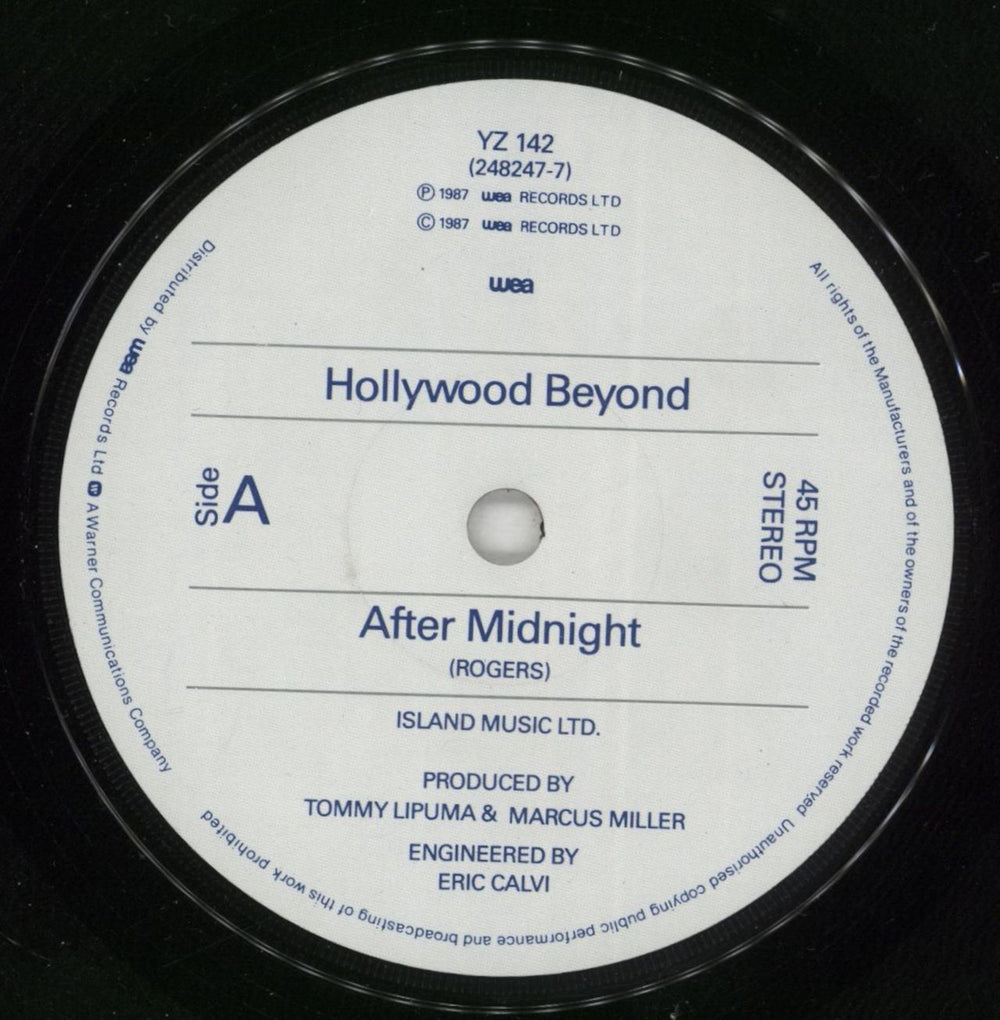 YZ 142
(248247-7)
Ⓟ 1987 wea RECORDS LTD
© 1987 wea RECORDS LTD
wea
Hollywood Beyond
Side A
45 RPM
STEREO
After Midnight
(ROGERS)
ISLAND MUSIC LTD.
PRODUCED BY
TOMMY LIPUMA & MARCUS MILLER
ENGINEERED BY
ERIC CALVI
Distributed by wea Records Ltd A Warner Communications Company
All rights of the Manufacturers and of the owners of the recorded work reserved Unauthorised copying public performance and broadcasting of this work prohibited